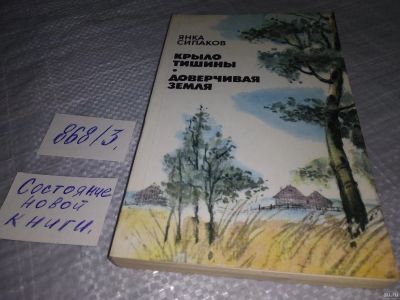 ЯНКА
СИПАКОВ
КРЫЛО
ТИШИНЫ
•
ДОВЕРЧИВАЯ
ЗЕМЛЯ
868/3.
Состояние
новой
книги.